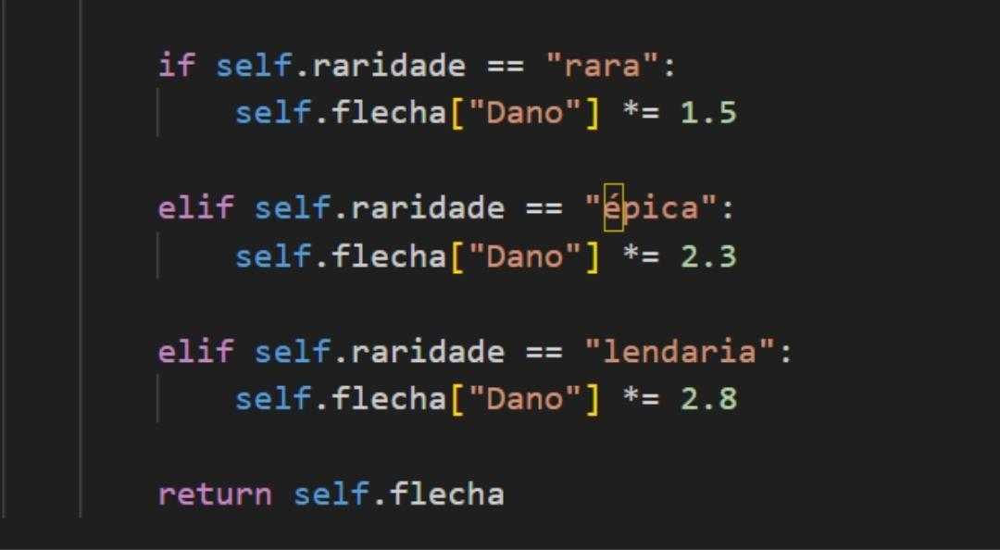 if self.raridade == "rara":
self.flecha["Dano"] *= 1.5
elif self.raridade == "épica":
self.flecha["Dano"] *= 2.3
elif self.raridade == "lendaria":
self.flecha["Dano"] *= 2.8
return self.flecha